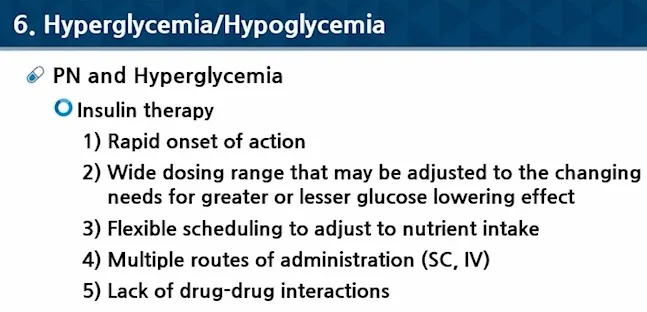 6. Hyperglycemia/Hypoglycemia
PN and Hyperglycemia
Insulin therapy
1) Rapid onset of action
2) Wide dosing range that may be adjusted to the changing
needs for greater or lesser glucose lowering effect
3) Flexible scheduling to adjust to nutrient intake
4) Multiple routes of administration (SC, IV)
5) Lack of drug-drug interactions